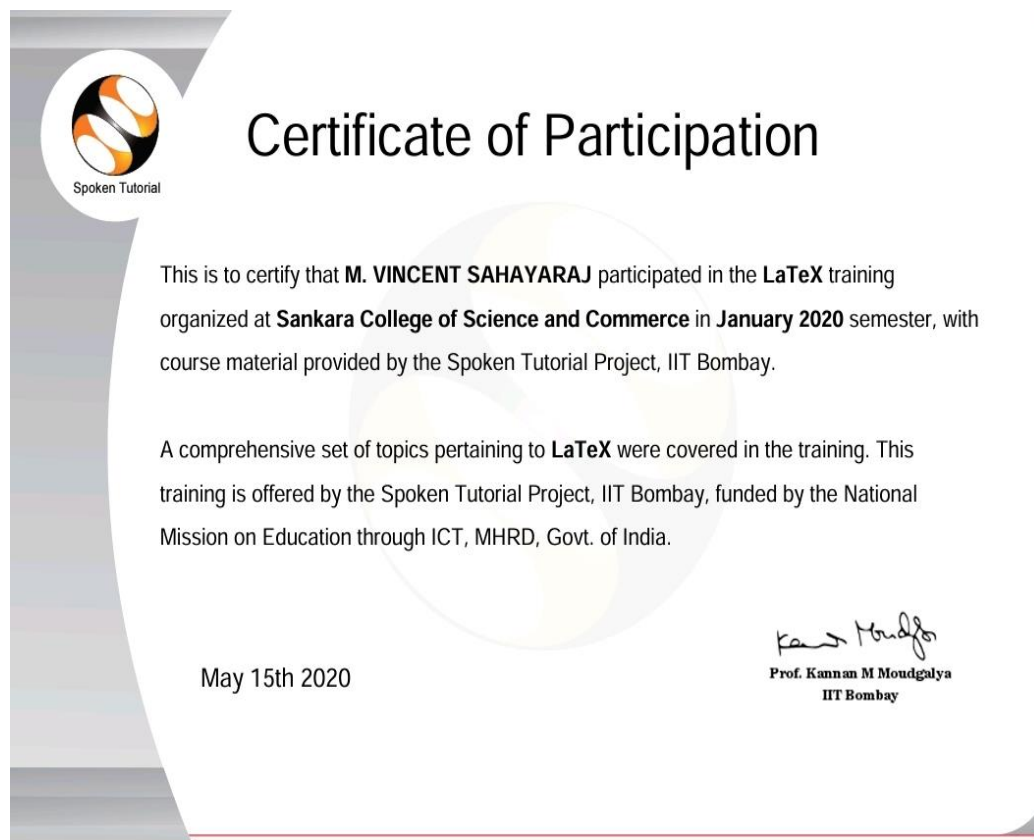 Spoken Tutorial
Certificate of Participation
This is to certify that M. VINCENT SAHAYARAJ participated in the LaTeX training
organized at Sankara College of Science and Commerce in January 2020 semester, with
course material provided by the Spoken Tutorial Project, IIT Bombay.
A comprehensive set of topics pertaining to LaTeX were covered in the training. This
training is offered by the Spoken Tutorial Project, IIT Bombay, funded by the National
Mission on Education through ICT, MHRD, Govt. of India.
May 15th 2020
Prof. Kannan M Moudgalya
IIT Bombay